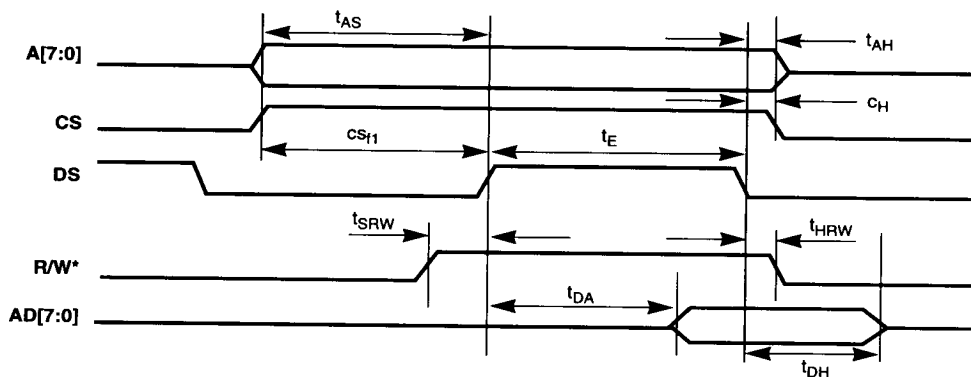 tAS
A[7:0]
tAH
CS
cH
csf1
tE
DS
tSRW
tHRW
R/W*
tDA
AD[7:0]
tDH